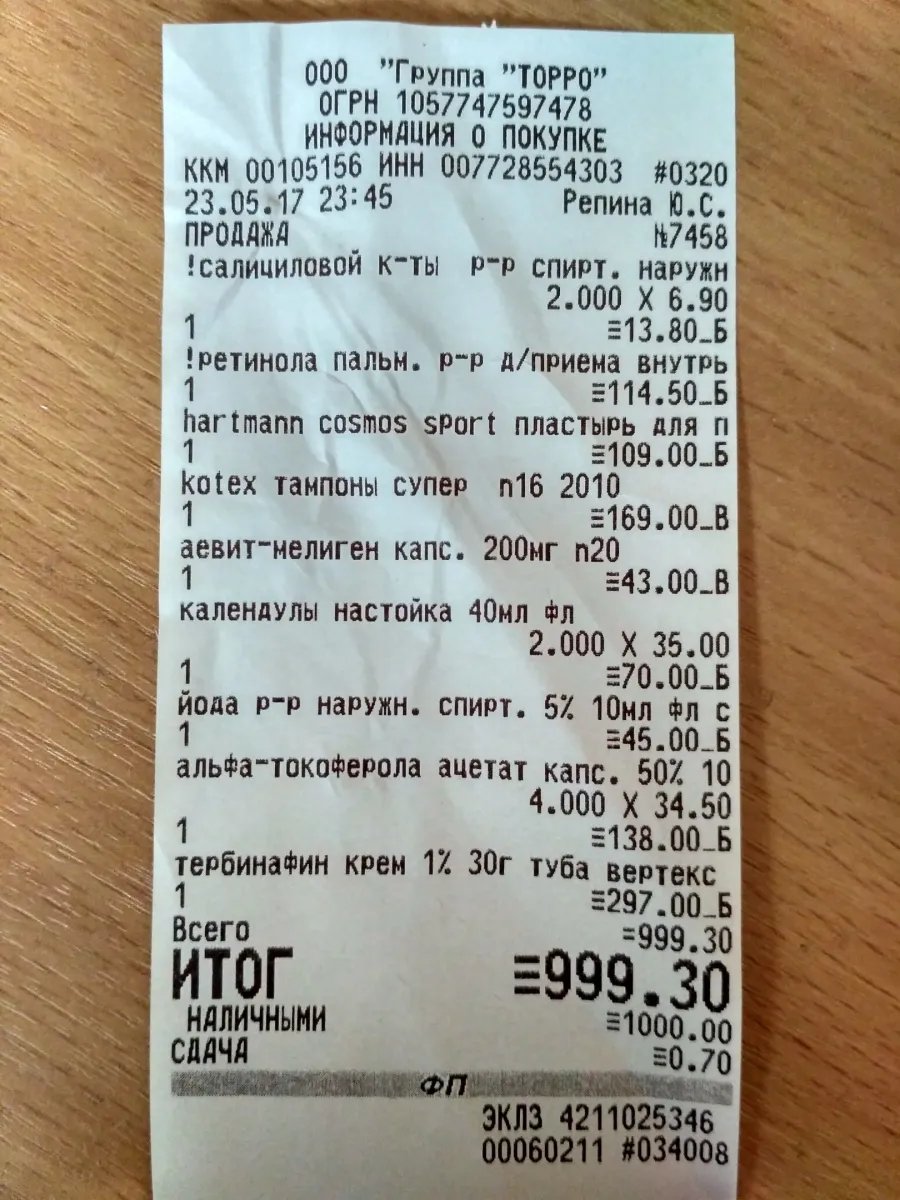 ООО "Группа "ТОРРО"
ОГРН 1057747597478
ИНФОРМАЦИЯ О ПОКУПКЕ
ККМ 00105156 ИНН 007728554303 #0320
23.05.17 23:45 Репина Ю.С.
ПРОДАЖА №7458
!салициловой к-ты р-р спирт. наружн
2.000 X 6.90
1 ≡13.80_Б
!ретинола пальм. р-р д/приема внутрь
1 ≡114.50_Б
hartmann cosmos sport пластырь для п
1 ≡109.00_Б
kotex тампоны супер n16 2010
1 ≡169.00_В
аевит-мелиген капс. 200мг n20
1 ≡43.00_В
календулы настойка 40мл фл
2.000 X 35.00
1 ≡70.00_Б
йода р-р наружн. спирт. 5% 10мл фл с
1 ≡45.00_Б
альфа-токоферола ацетат капс. 50% 10
4.000 X 34.50
1 ≡138.00_Б
тербинафин крем 1% 30г туба вертекс
1 ≡297.00_Б
Всего =999.30
ИТОГ ≡999.30
НАЛИЧНЫМИ ≡1000.00
СДАЧА ≡0.70
ФП
ЭКЛЗ 4211025346
00060211 #034008